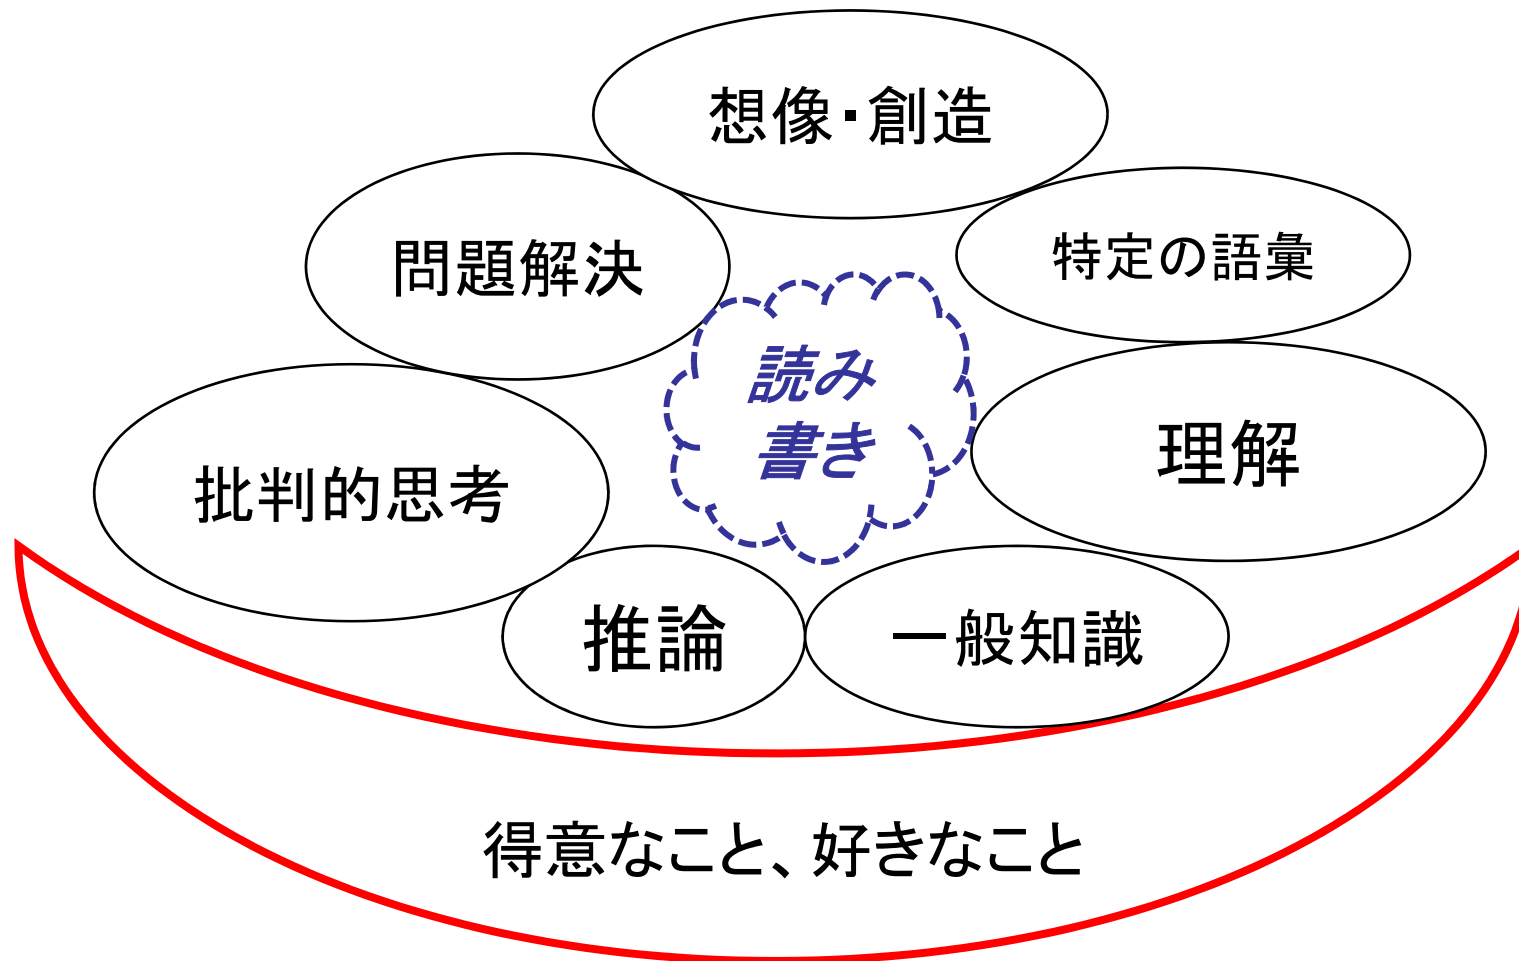 想像・創造
特定の語彙
問題解決
読み
書き
理解
批判的思考
推論
一般知識
得意なこと、好きなこと